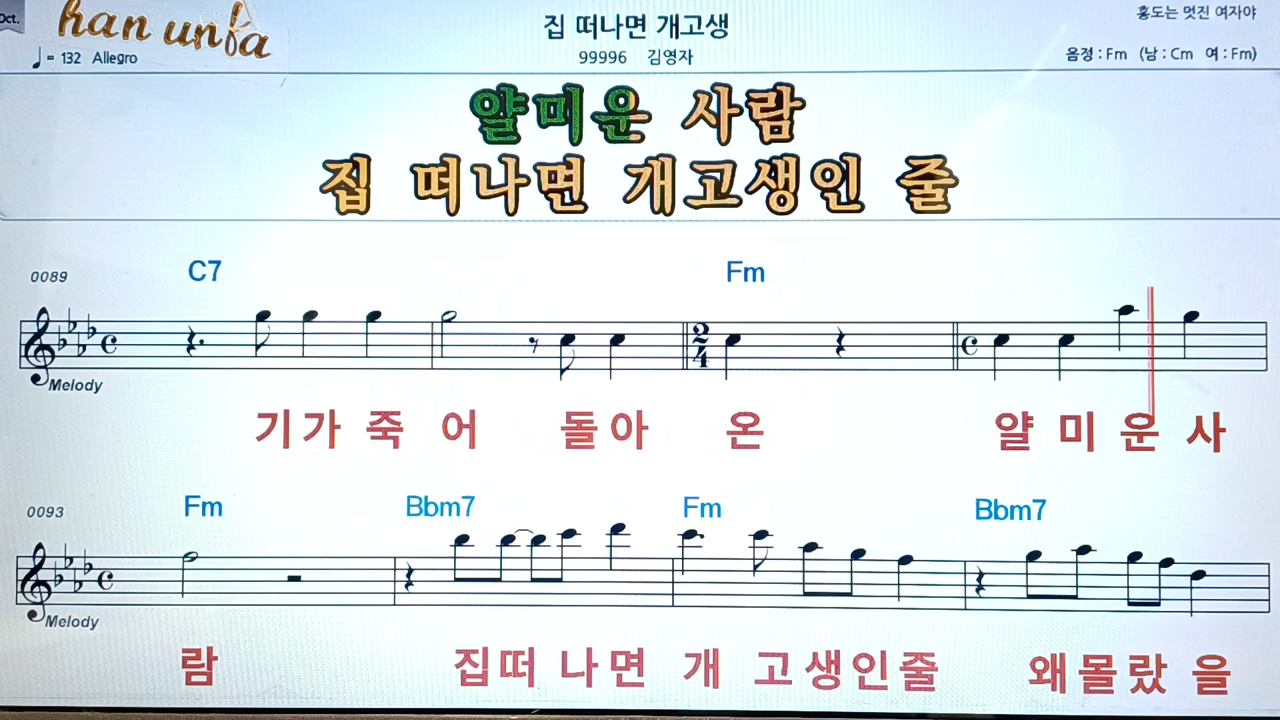 Oct.
han unfa
집 떠나면 개고생
홍도는 멋진 여자야
♩= 132 Allegro
99996 김영자
음정 : Fm (남 : Cm 여 : Fm)
얄미운 사람
집 떠나면 개고생인 줄
0089 C7 Fm
2/4
Melody
기가 죽 어 돌아 온 얄 미 운 사
0093 Fm Bbm7 Fm Bbm7
Melody
람 집떠 나면 개 고생인줄 왜몰랐 을